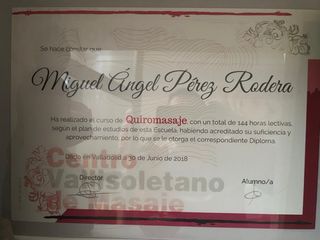 Se hace constar que
Miguel Ángel Pérez Rodera
Ha realizado el curso de Quiromasaje, con un total de 144 horas lectivas,
según el plan de estudios de esta Escuela, habiendo acreditado su suficiencia y
aprovechamiento, por lo que se le otorga el correspondiente Diploma.
Dado en Valladolid a 30 de Junio de 2018
Centro
Vallisoletano
de Masaje
Director
Alumno/a